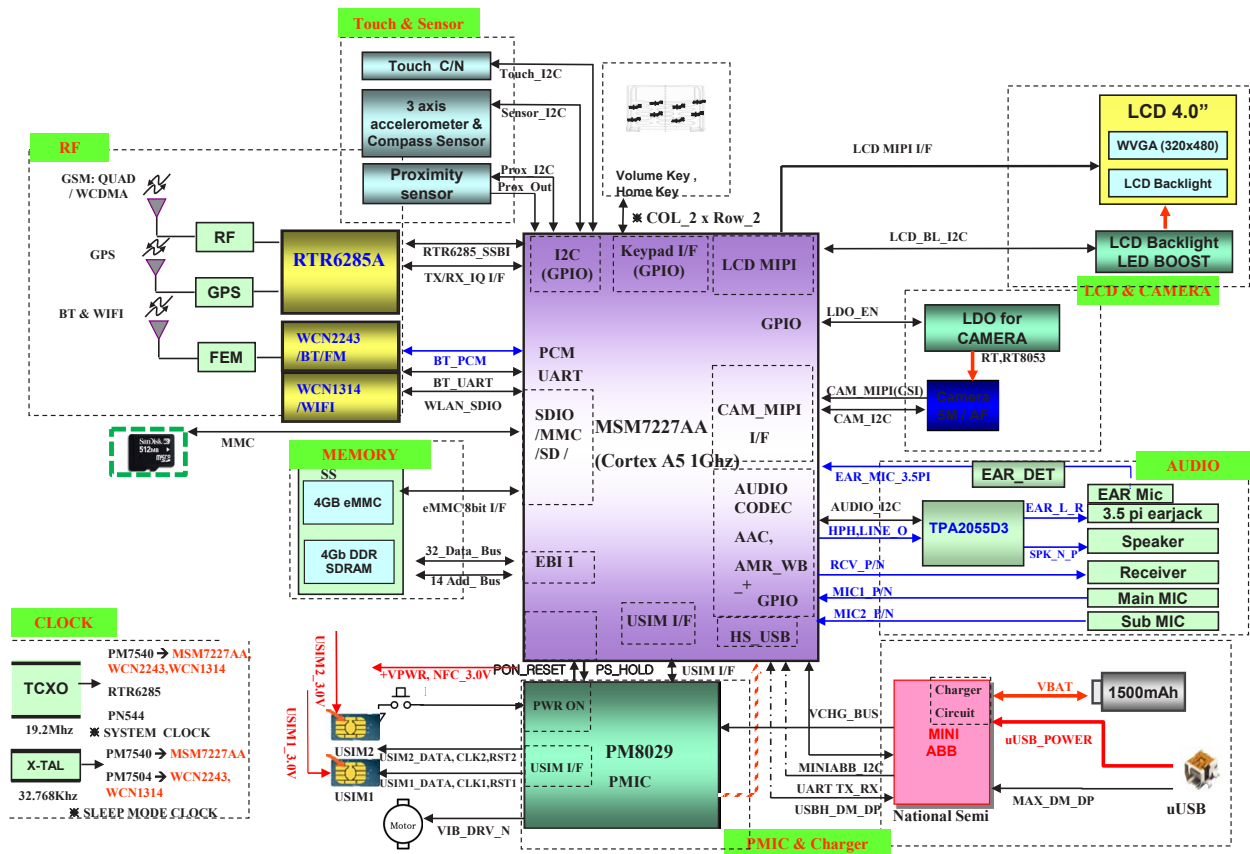 Touch & Sensor
Touch C/N
Touch_I2C
3 axis
accelerometer &
Compass Sensor
Sensor_I2C
Proximity
sensor
Prox_I2C
Prox_Out
Volume Key ,
Home Key
※ COL_2 x Row_2
LCD MIPI I/F
LCD 4.0”
WVGA (320x480)
LCD Backlight
LCD_BL_I2C
LCD Backlight
LED BOOST
LCD & CAMERA
RF
GSM: QUAD
/ WCDMA
GPS
BT & WIFI
RF
GPS
FEM
RTR6285A
WCN2243
/BT/FM
WCN1314
/WIFI
RTR6285_SSBI
TX/RX_IQ I/F
BT_PCM
BT_UART
WLAN_SDIO
I2C
(GPIO)
Keypad I/F
(GPIO)
LCD MIPI
GPIO
PCM
UART
SDIO
/MMC
/SD /
MSM7227AA
(Cortex A5 1Ghz)
CAM_MIPI
I/F
AUDIO
CODEC
AAC,
AMR_WB
_+
GPIO
EBI 1
USIM I/F
HS_USB
LDO_EN
LDO for
CAMERA
RT,RT8053
CAM_MIPI(CSI)
CAM_I2C
Camera
5M / AF
SanDisk
512MB
micro
MMC
MEMORY
SS
4GB eMMC
4Gb DDR
SDRAM
eMMC 8bit I/F
32_Data_Bus
14 Add_Bus
AUDIO
EAR_DET
EAR_MIC_3.5PI
EAR Mic
3.5 pi earjack
AUDIO_I2C
HPH,LINE_O
TPA2055D3
EAR_L_R
SPK_N_P
Speaker
RCV_P/N
Receiver
MIC1_P/N
Main MIC
MIC2_P/N
Sub MIC
CLOCK
TCXO
19.2Mhz
PM7540 → MSM7227AA,
WCN2243,WCN1314
RTR6285
PN544
※ SYSTEM CLOCK
X-TAL
32.768Khz
PM7540 → MSM7227AA
PM7504 → WCN2243,
WCN1314
※ SLEEP MODE CLOCK
USIM2_3.0V
USIM1_3.0V
+VPWR, NFC_3.0V
PON_RESET
PS_HOLD
USIM I/F
PWR ON
USIM I/F
PM8029
PMIC
USIM2
USIM2_DATA, CLK2,RST2
USIM1
USIM1_DATA, CLK1,RST1
Motor
VIB_DRV_N
PMIC & Charger
VCHG_BUS
MINIABB_I2C
UART TX_RX
USBH_DM_DP
Charger
Circuit
MINI
ABB
National Semi
VBAT
1500mAh
uUSB_POWER
MAX_DM_DP
uUSB